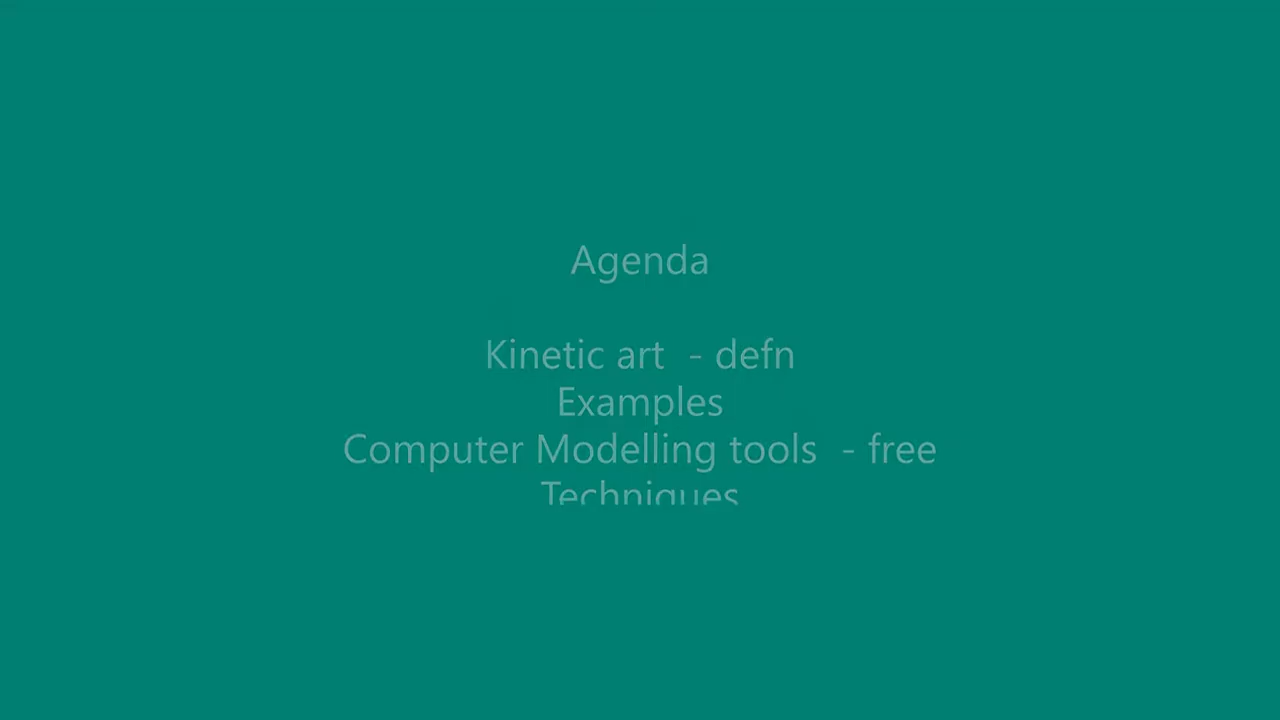 Agenda
Kinetic art - defn
Examples
Computer Modelling tools - free
Techniques